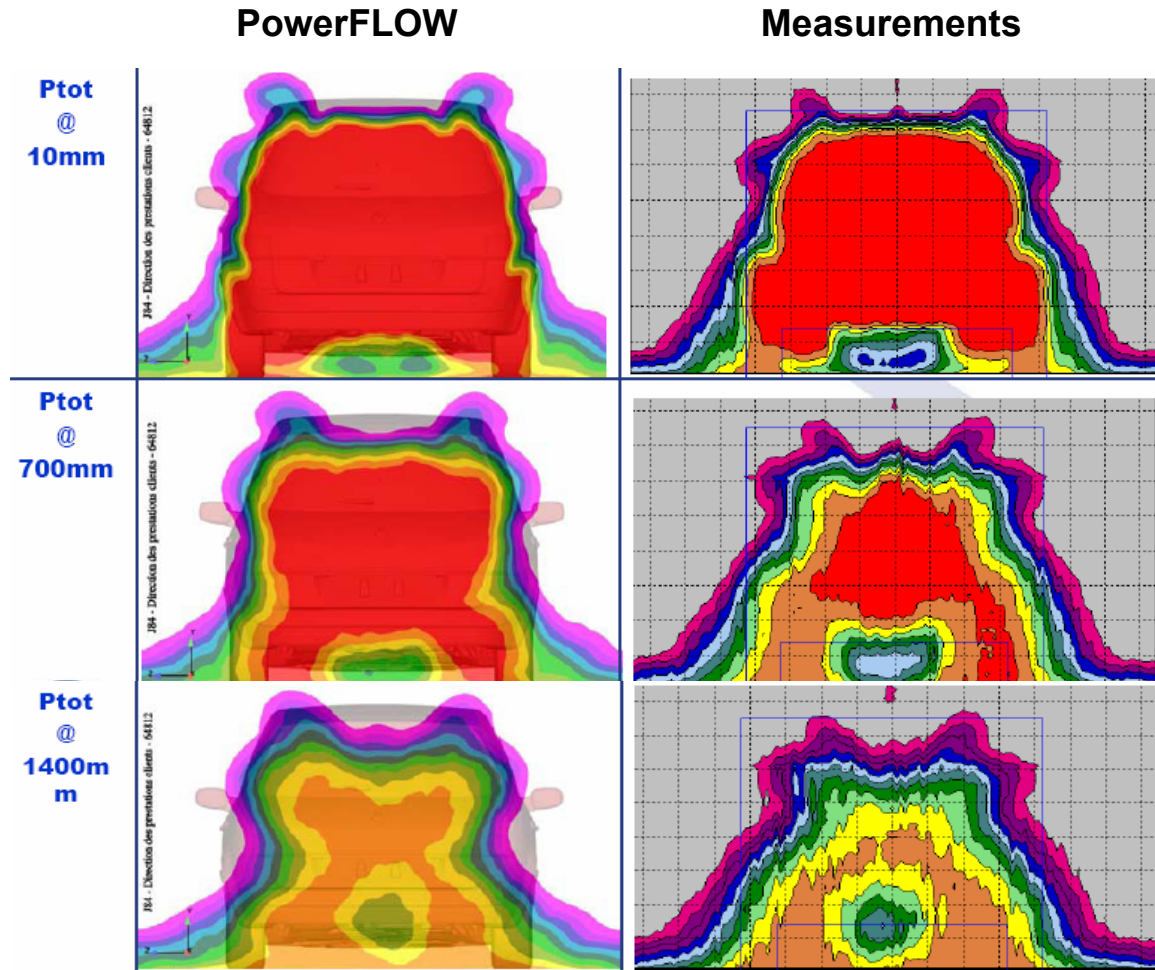 PowerFLOW
Measurements
Ptot
@
10mm
J84 - Direction des prestations clients - 64812
Ptot
@
700mm
J84 - Direction des prestations clients - 64812
Ptot
@
1400m
m
J84 - Direction des prestations clients - 64812